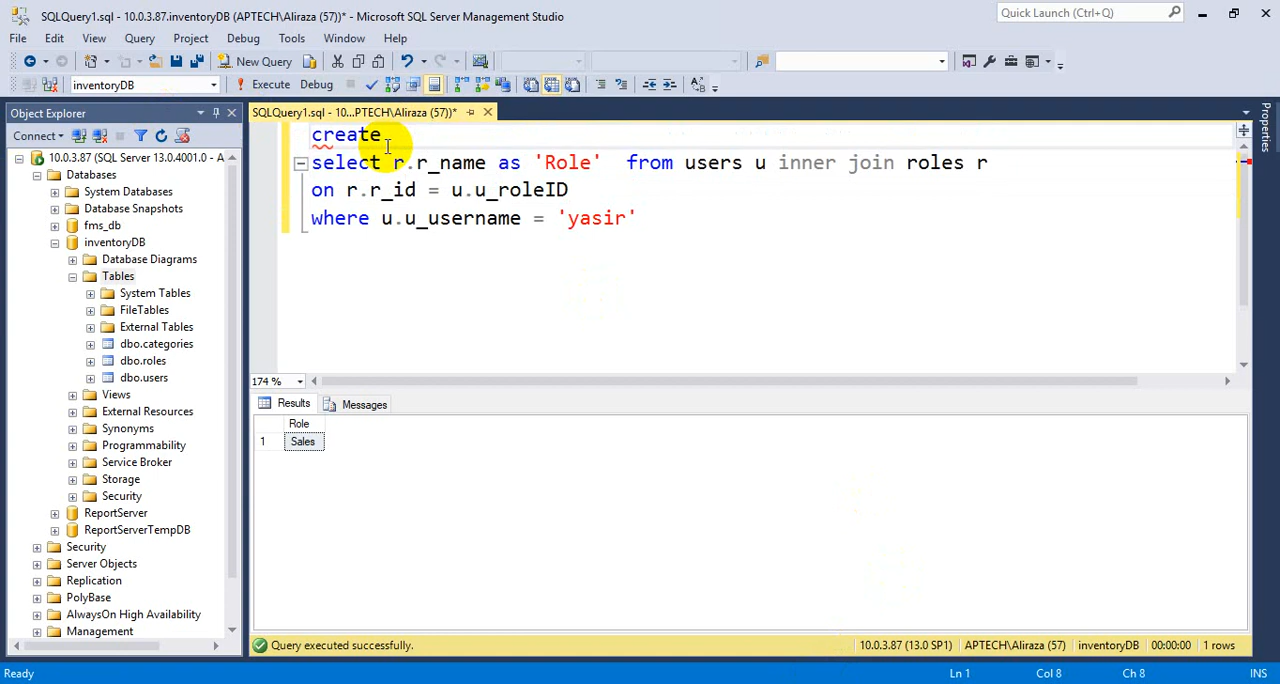 SQLQuery1.sql - 10.0.3.87.inventoryDB (APTECH\Aliraza (57))* - Microsoft SQL Server Management Studio
Quick Launch (Ctrl+Q)
File Edit View Query Project Debug Tools Window Help
New Query
inventoryDB Execute Debug
Object Explorer
SQLQuery1.sql - 10...PTECH\Aliraza (57))*
Properties
Connect
10.0.3.87 (SQL Server 13.0.4001.0 - A
Databases
System Databases
Database Snapshots
fms_db
inventoryDB
Database Diagrams
Tables
System Tables
FileTables
External Tables
dbo.categories
dbo.roles
dbo.users
Views
External Resources
Synonyms
Programmability
Service Broker
Storage
Security
ReportServer
ReportServerTempDB
Security
Server Objects
Replication
PolyBase
AlwaysOn High Availability
Management
create
select r.r_name as 'Role' from users u inner join roles r
on r.r_id = u.u_roleID
where u.u_username = 'yasir'
174 %
Results Messages
Role
1 Sales
Query executed successfully. 10.0.3.87 (13.0 SP1) APTECH\Aliraza (57) inventoryDB 00:00:00 1 rows
Ready Ln 1 Col 8 Ch 8 INS